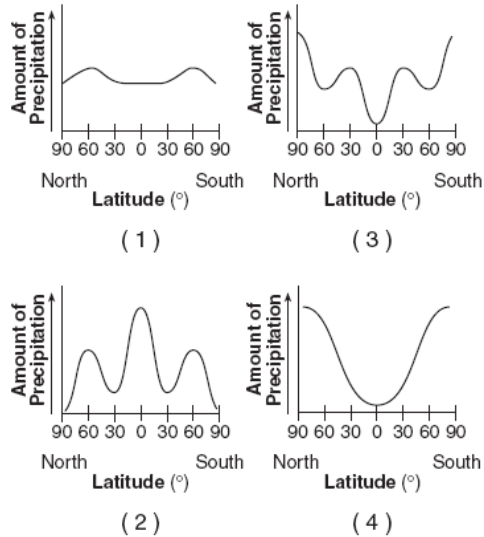 Amount of
Precipitation
90 60 30 0 30 60 90
North South
Latitude (°)
( 1 )
Amount of
Precipitation
90 60 30 0 30 60 90
North South
Latitude (°)
( 3 )
Amount of
Precipitation
90 60 30 0 30 60 90
North South
Latitude (°)
( 2 )
Amount of
Precipitation
90 60 30 0 30 60 90
North South
Latitude (°)
( 4 )